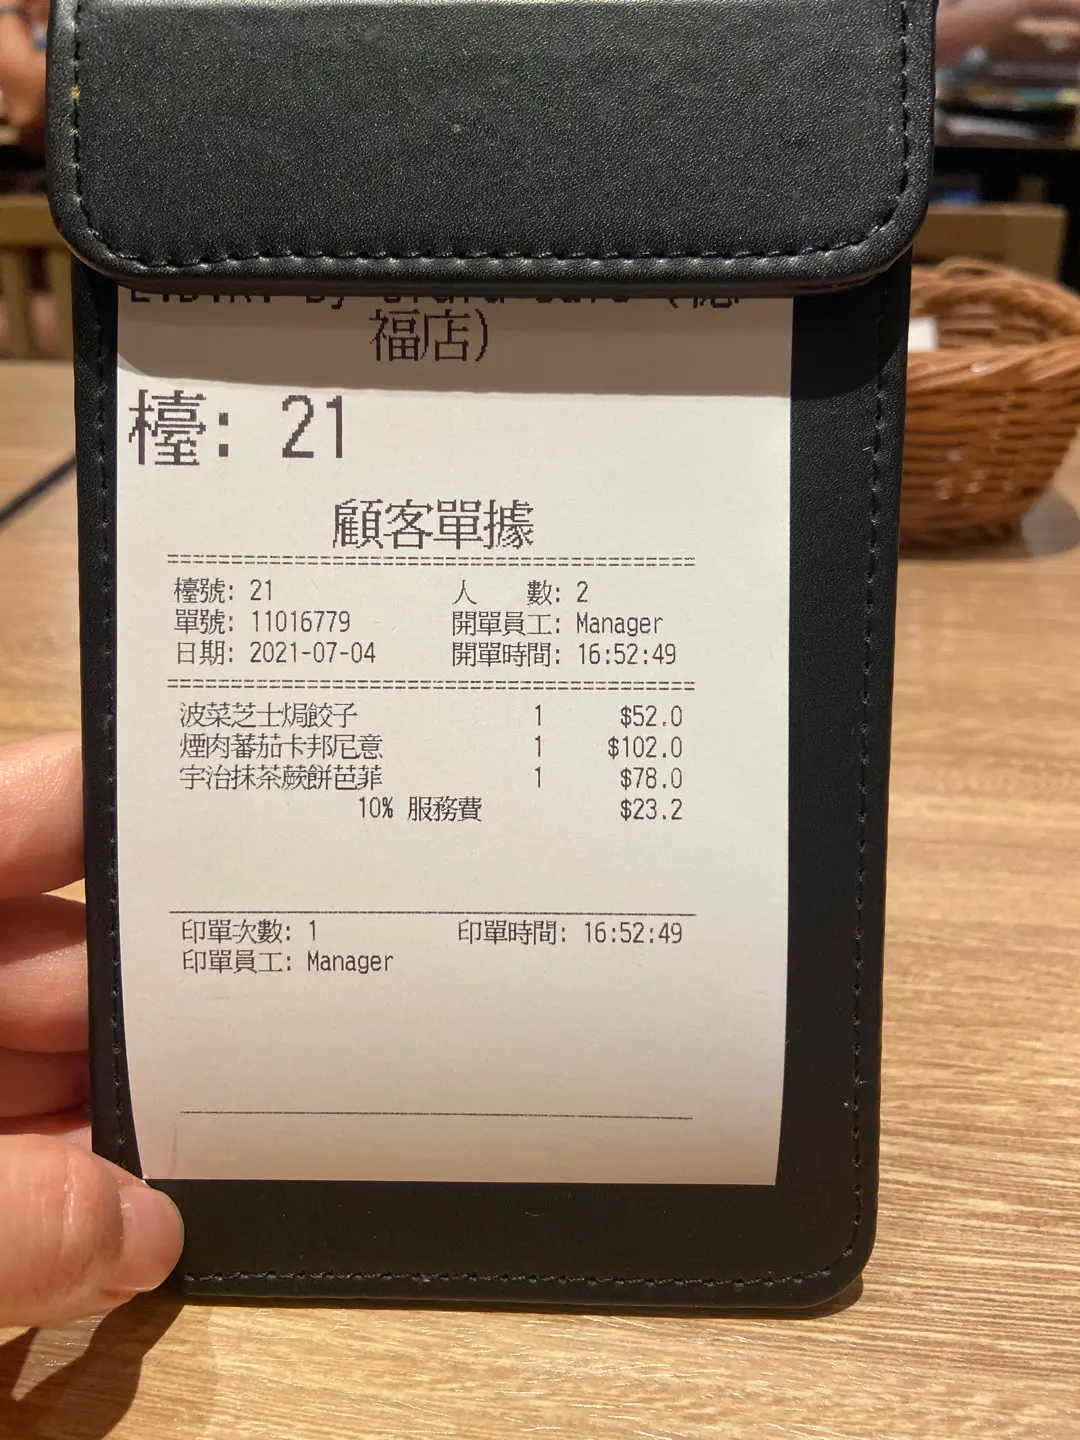 福店)
檯: 21
顧客單據
檯號: 21 人 數: 2
單號: 11016779 開單員工: Manager
日期: 2021-07-04 開單時間: 16:52:49
波菜芝士焗餃子 1 $52.0
煙肉蕃茄卡邦尼意 1 $102.0
宇治抹茶蕨餅芭菲 1 $78.0
10% 服務費 $23.2
印單次數: 1 印單時間: 16:52:49
印單員工: Manager